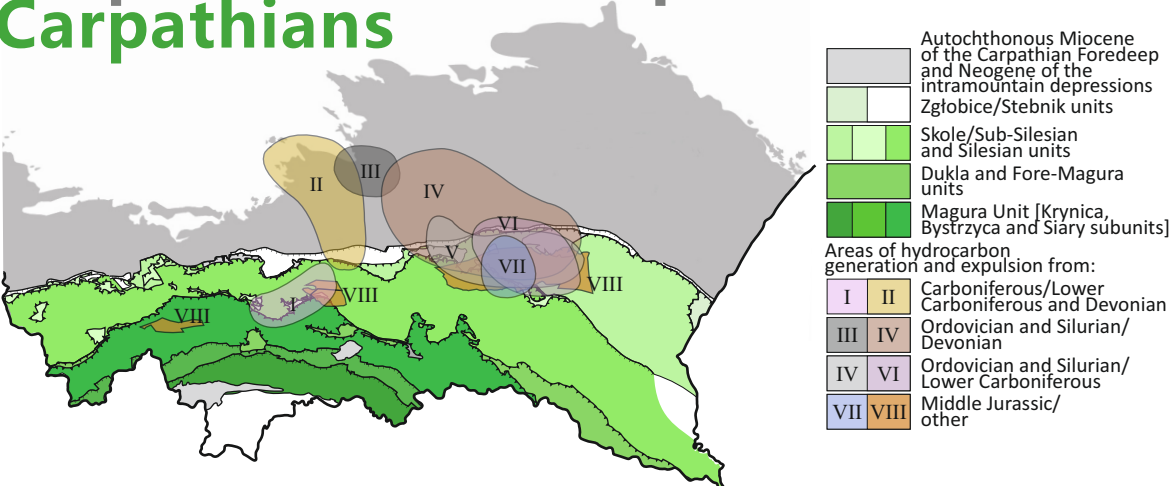 Carpathians
II
III
IV
VI
V
VII
VIII
I
VIII
VIII
Autochthonous Miocene
of the Carpathian Foredeep
and Neogene of the
intramountain depressions
Zgłobice/Stebnik units
Skole/Sub-Silesian
and Silesian units
Dukla and Fore-Magura
units
Magura Unit [Krynica,
Bystrzyca and Siary subunits]
Areas of hydrocarbon
generation and expulsion from:
I II Carboniferous/Lower
Carboniferous and Devonian
III IV Ordovician and Silurian/
Devonian
IV VI Ordovician and Silurian/
Lower Carboniferous
VII VIII Middle Jurassic/
other